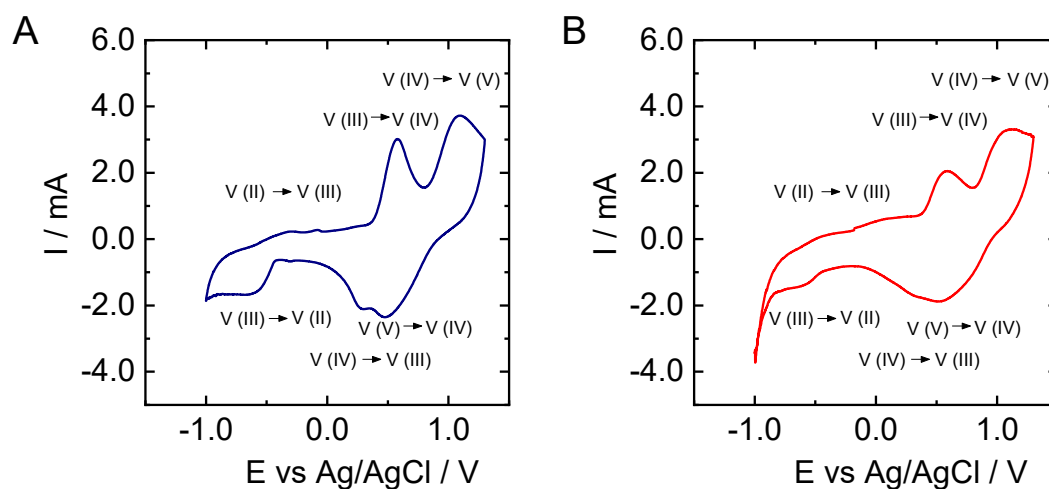 A
6.0
4.0
2.0
0.0
-2.0
-4.0
I / mA
V (IV) → V (V)
V (III) → V (IV)
V (II) → V (III)
V (III) → V (II)
V (V) → V (IV)
V (IV) → V (III)
-1.0 0.0 1.0
E vs Ag/AgCl / V
B
6.0
4.0
2.0
0.0
-2.0
-4.0
I / mA
V (IV) → V (V)
V (III) → V (IV)
V (II) → V (III)
V (III) → V (II)
V (V) → V (IV)
V (IV) → V (III)
-1.0 0.0 1.0
E vs Ag/AgCl / V